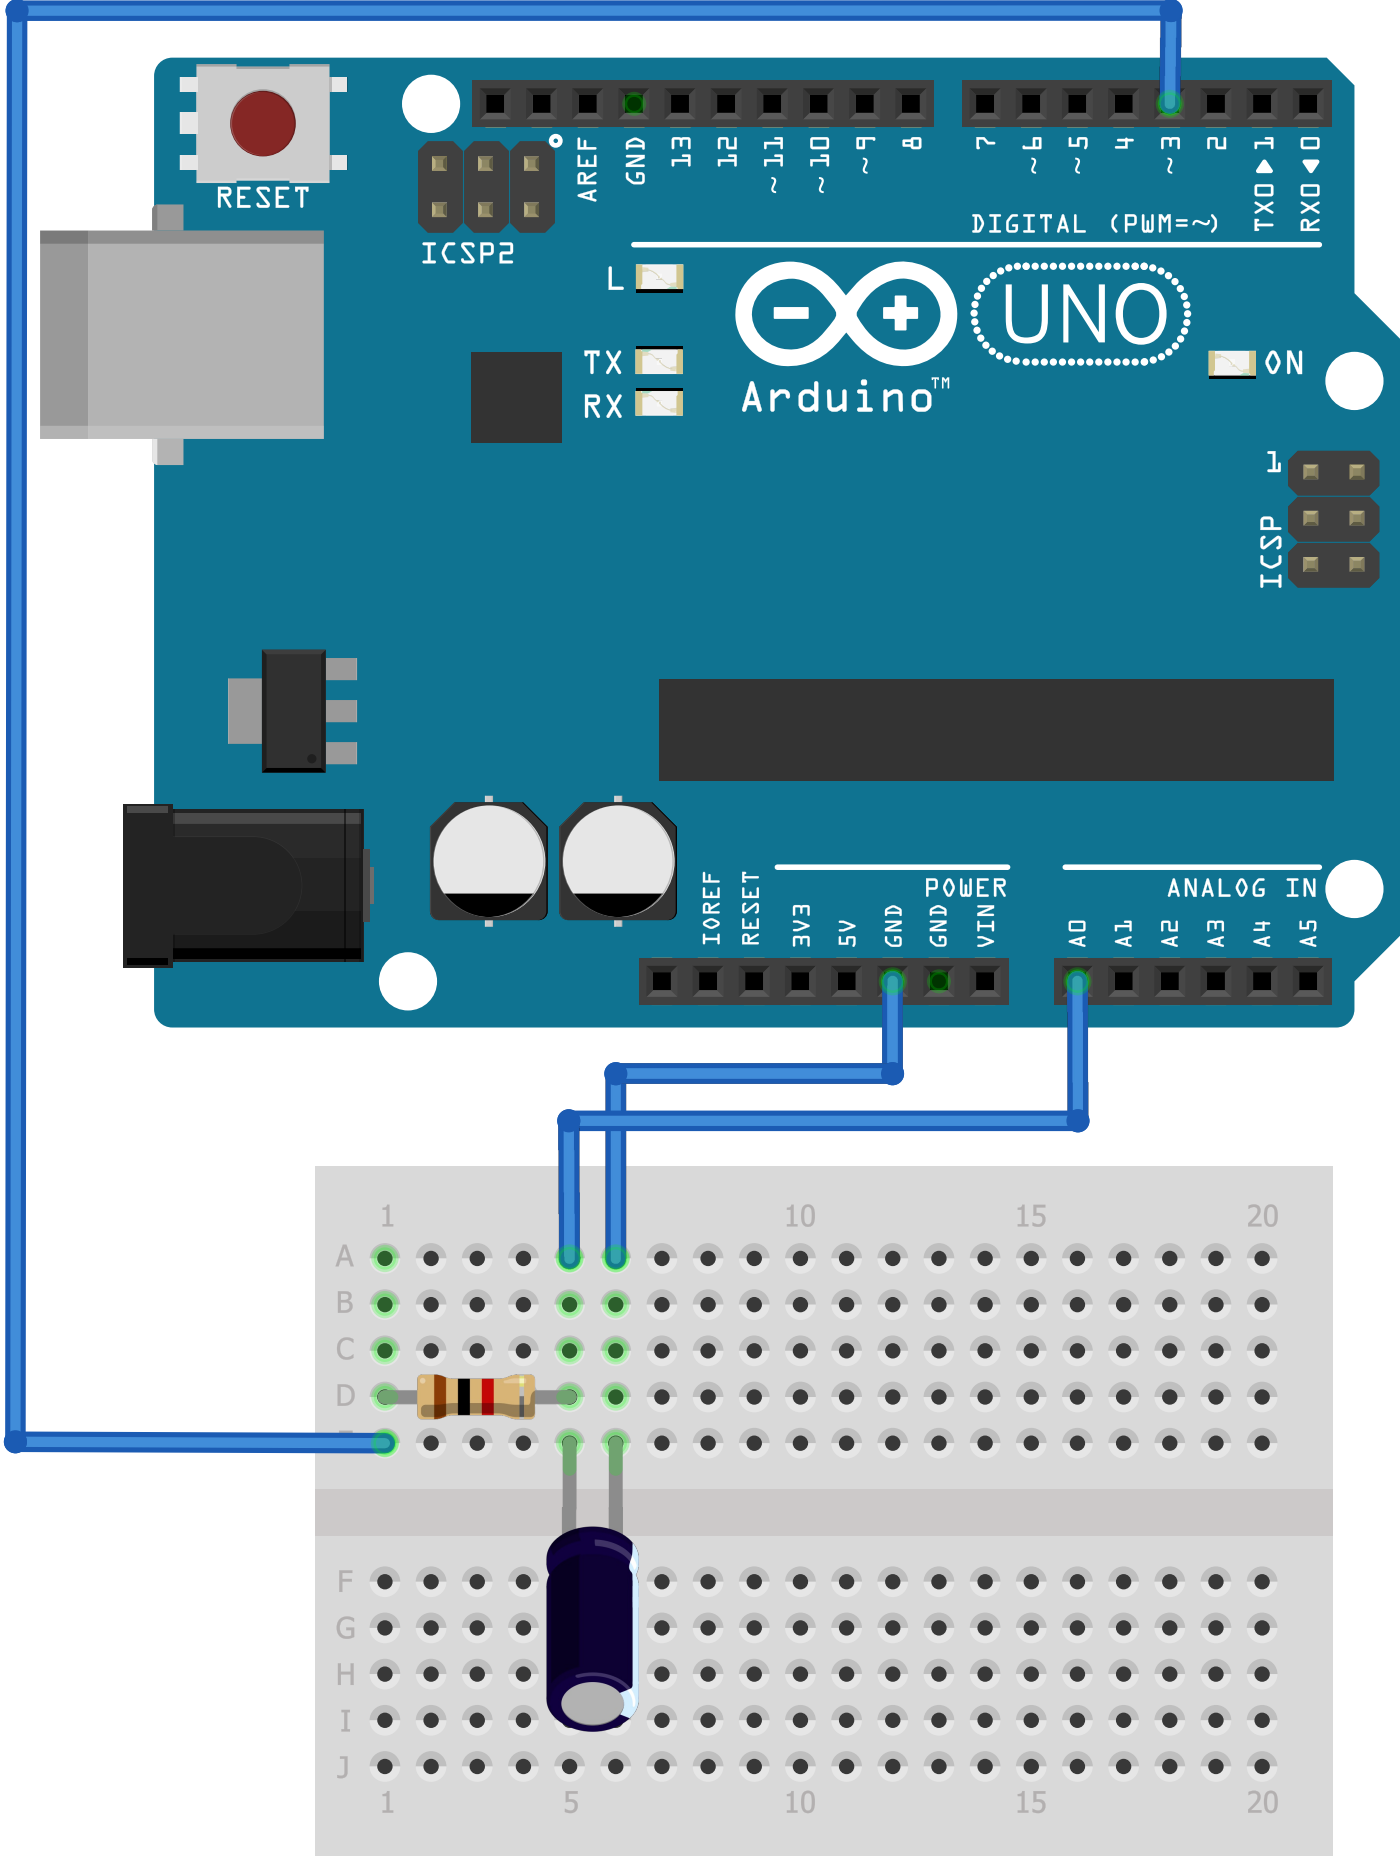 RESET
AREF
GND
13
12
~11
~10
~9
8
7
~6
~5
4
~3
2
TX0 1
RX0 0
DIGITAL (PWM=~)
ICSP2
L
TX
RX
UNO
ON
Arduino™
1
ICSP
POWER
ANALOG IN
IOREF
RESET
3V3
5V
GND
GND
VIN
A0
A1
A2
A3
A4
A5
1 10 15 20
A
B
C
D
F
G
H
I
J
1 5 10 15 20